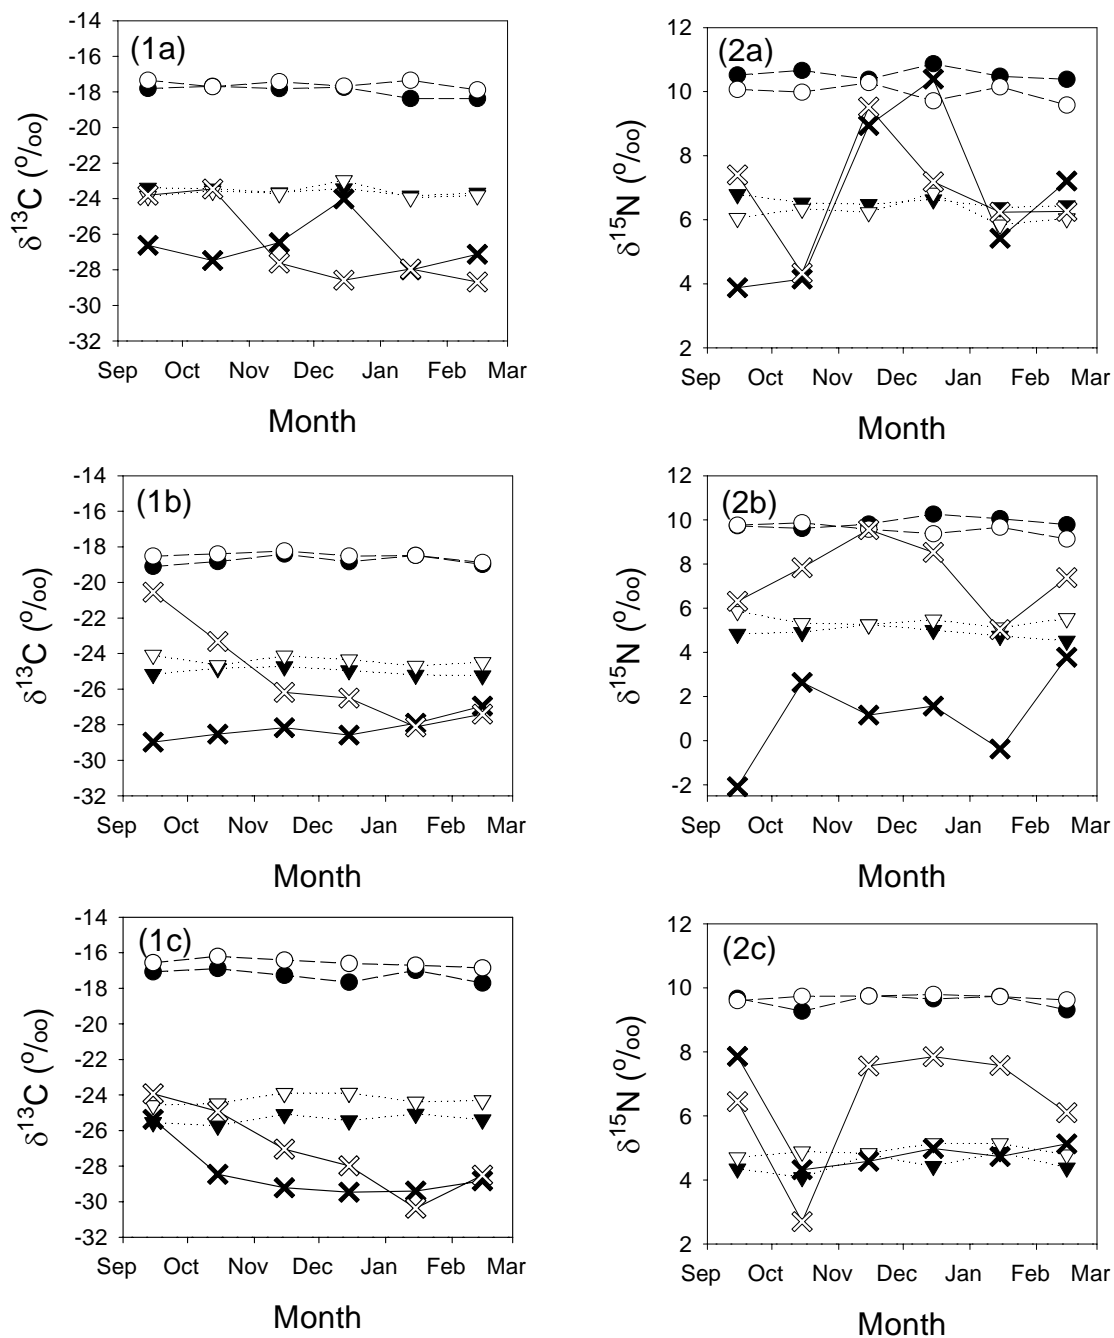 (1a)
-14
-16
-18
-20
-22
-24
-26
-28
-30
-32
δ13C (o/oo)
Sep Oct Nov Dec Jan Feb Mar
Month
(2a)
12
10
8
6
4
2
δ15N (o/oo)
Sep Oct Nov Dec Jan Feb Mar
Month
(1b)
-14
-16
-18
-20
-22
-24
-26
-28
-30
-32
δ13C (o/oo)
Sep Oct Nov Dec Jan Feb Mar
Month
(2b)
12
10
8
6
4
2
0
-2
δ15N (o/oo)
Sep Oct Nov Dec Jan Feb Mar
Month
(1c)
-14
-16
-18
-20
-22
-24
-26
-28
-30
-32
δ13C (o/oo)
Sep Oct Nov Dec Jan Feb Mar
Month
(2c)
12
10
8
6
4
2
δ15N (o/oo)
Sep Oct Nov Dec Jan Feb Mar
Month